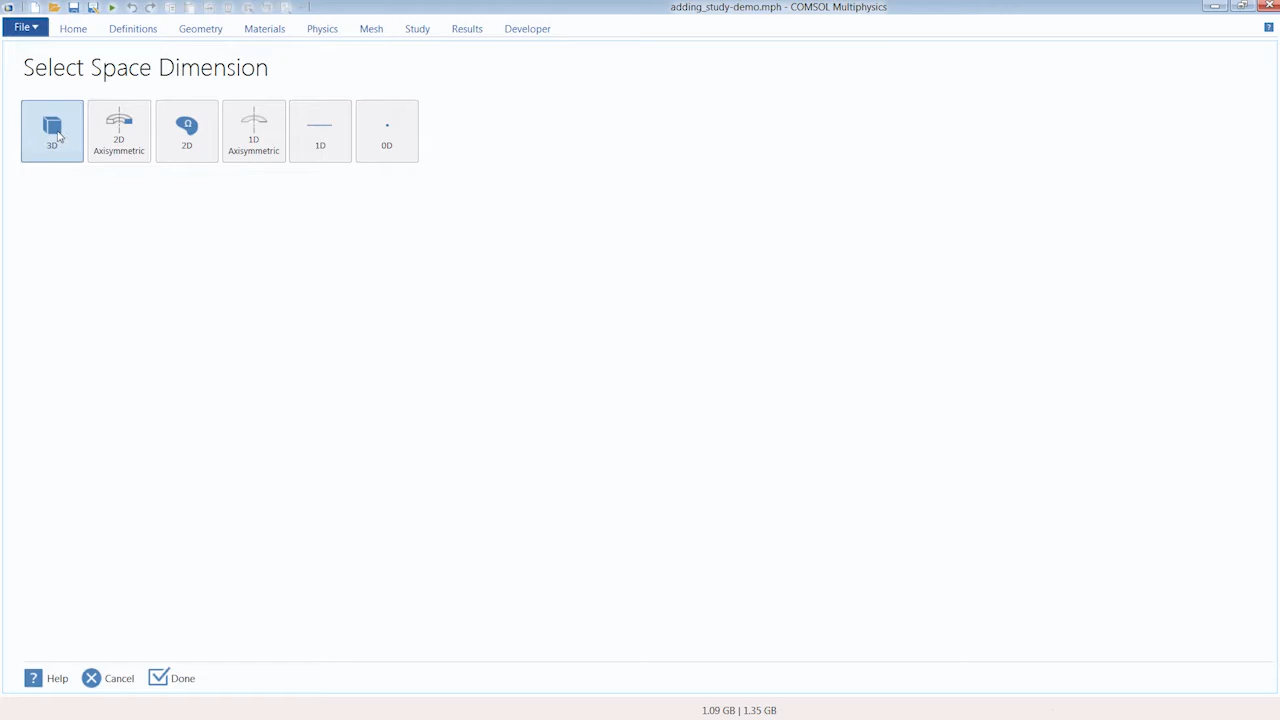 adding_study-demo.mph - COMSOL Multiphysics
File Home Definitions Geometry Materials Physics Mesh Study Results Developer ?
Select Space Dimension
3D
2D Axisymmetric
Ω
2D
1D Axisymmetric
1D
0D
? Help Cancel Done
1.09 GB | 1.35 GB